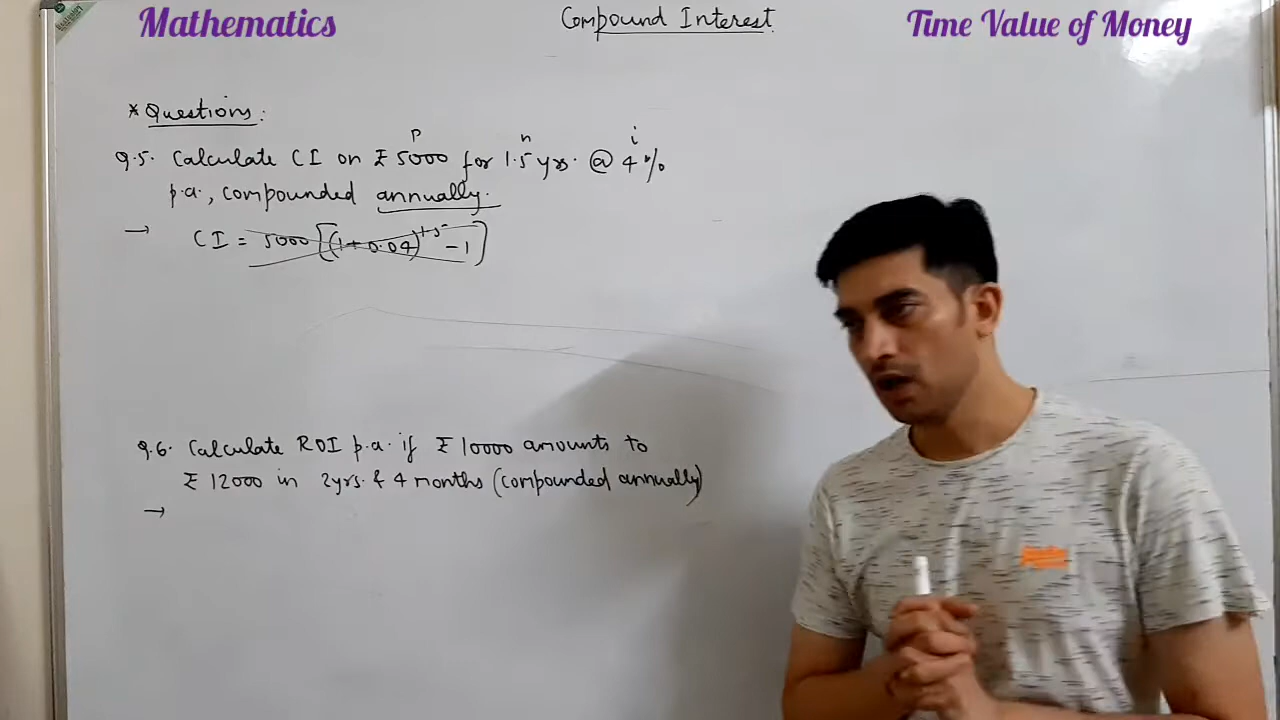 Mathematics
Compound Interest
Time Value of Money
* Questions:
P n i
Q.5. Calculate CI on ₹ 5000 for 1.5 yrs. @ 4%
p.a., compounded annually.
→ CI = 5000[(1+0.04)^1.5 - 1]
Q.6. Calculate ROI p.a. if ₹ 10000 amounts to
₹ 12000 in 2yrs. & 4 months (compounded annually)
→